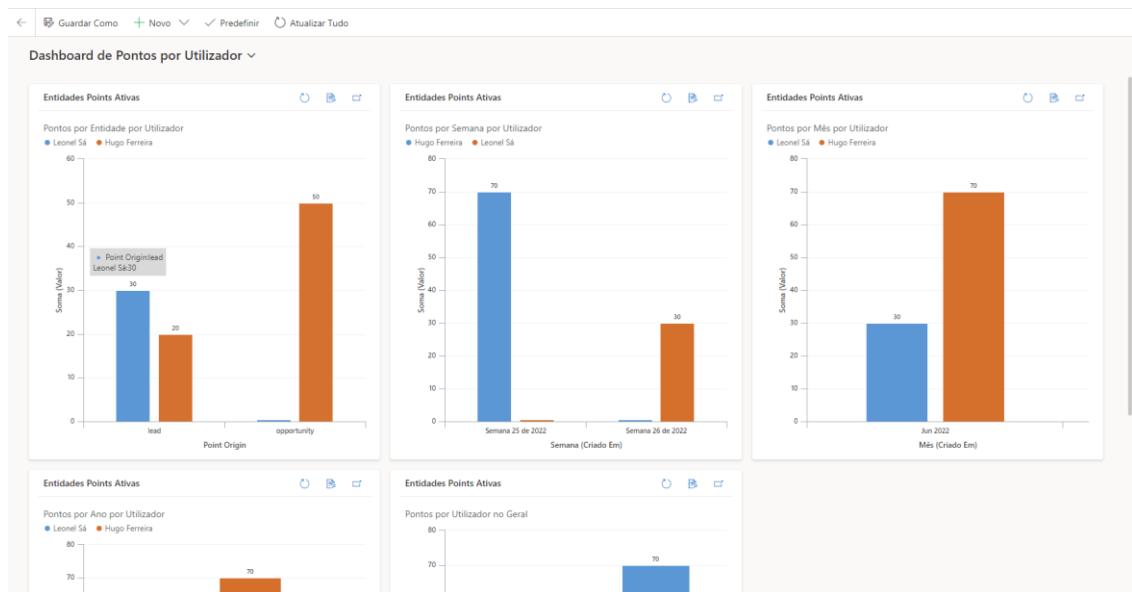 Guardar Como Novo Predefinir Atualizar Tudo
Dashboard de Pontos por Utilizador
Entidades Points Ativas
Pontos por Entidade por Utilizador
Leonel Sá Hugo Ferreira
60
50
40
30
20
10
0
Soma (Valor)
50
Point Origin:lead
Leonel Sá:30
30
20
lead opportunity
Point Origin
Entidades Points Ativas
Pontos por Semana por Utilizador
Hugo Ferreira Leonel Sá
80
70
60
50
40
30
20
10
0
Soma (Valor)
70
30
Semana 25 de 2022 Semana 26 de 2022
Semana (Criado Em)
Entidades Points Ativas
Pontos por Mês por Utilizador
Leonel Sá Hugo Ferreira
80
70
60
50
40
30
20
10
0
Soma (Valor)
30
70
Jun 2022
Mês (Criado Em)
Entidades Points Ativas
Pontos por Ano por Utilizador
Leonel Sá Hugo Ferreira
80
70
70
Entidades Points Ativas
Pontos por Utilizador no Geral
80
70
70